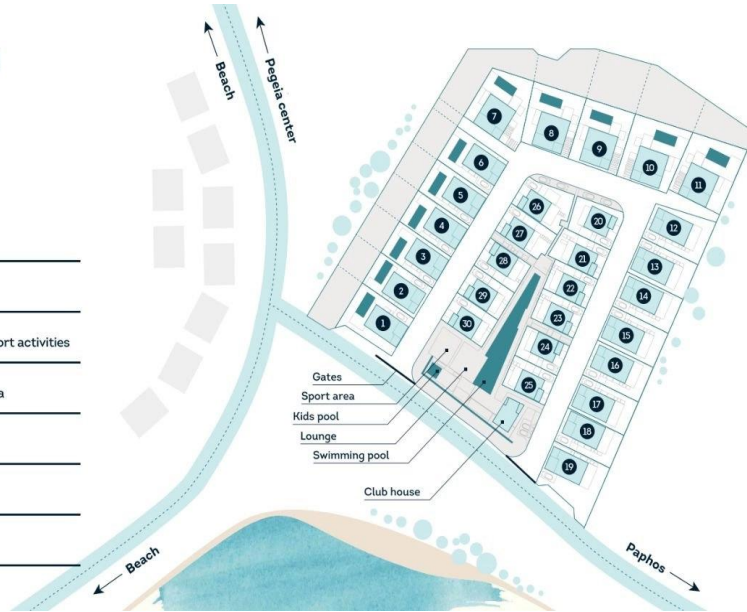 Beach
Pegeia center
7
8
9
10
11
6
5
4
3
2
1
26
20
27
21
28
22
29
23
30
24
25
12
13
14
15
16
17
18
19
ort activities
a
Gates
Sport area
Kids pool
Lounge
Swimming pool
Club house
Beach
Paphos